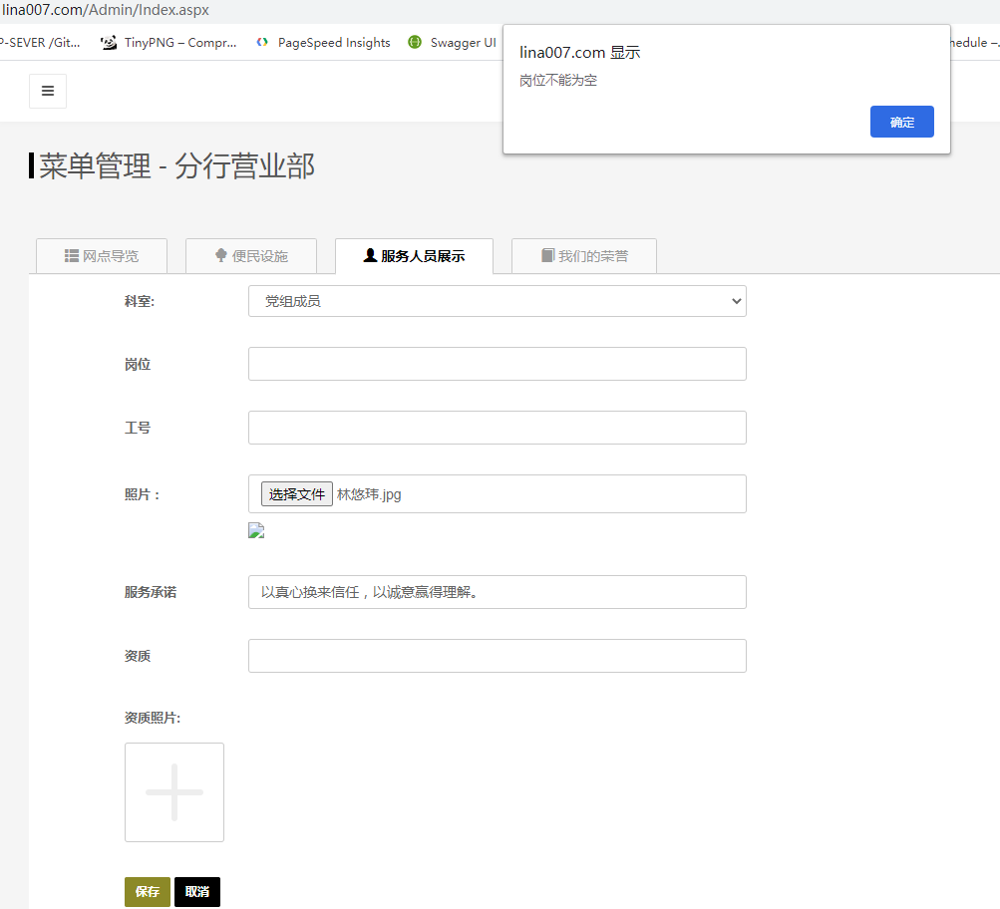 lina007.com/Admin/Index.aspx
P-SEVER /Git...
TinyPNG – Compr...
PageSpeed Insights
Swagger UI
hedule –...
lina007.com 显示
岗位不能为空
确定
菜单管理 - 分行营业部
网点导览
便民设施
服务人员展示
我们的荣誉
科室:
党组成员
岗位
工号
照片：
选择文件 林悠玮.jpg
服务承诺
以真心换来信任，以诚意赢得理解。
资质
资质照片:
保存
取消